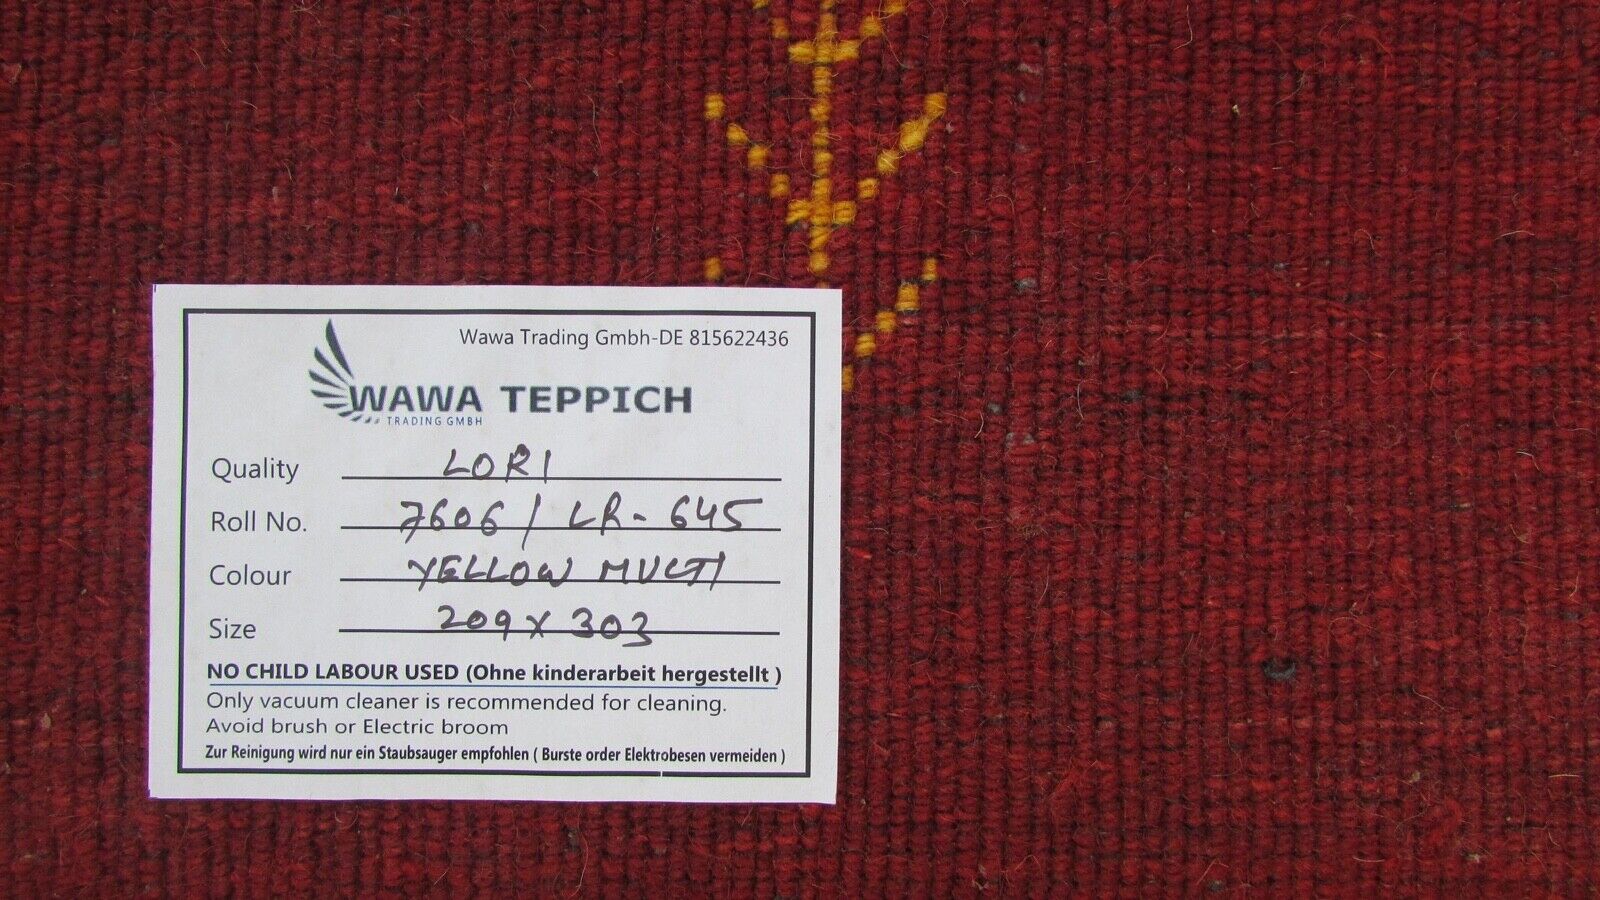 Wawa Trading Gmbh-DE 815622436
WAWA TEPPICH
TRADING GMBH
Quality LORI
Roll No. 7606 / LR - 645
Colour YELLOW MULTI
Size 209 X 303
NO CHILD LABOUR USED (Ohne kinderarbeit hergestellt )
Only vacuum cleaner is recommended for cleaning.
Avoid brush or Electric broom
Zur Reinigung wird nur ein Staubsauger empfohlen ( Burste order Elektrobesen vermeiden )